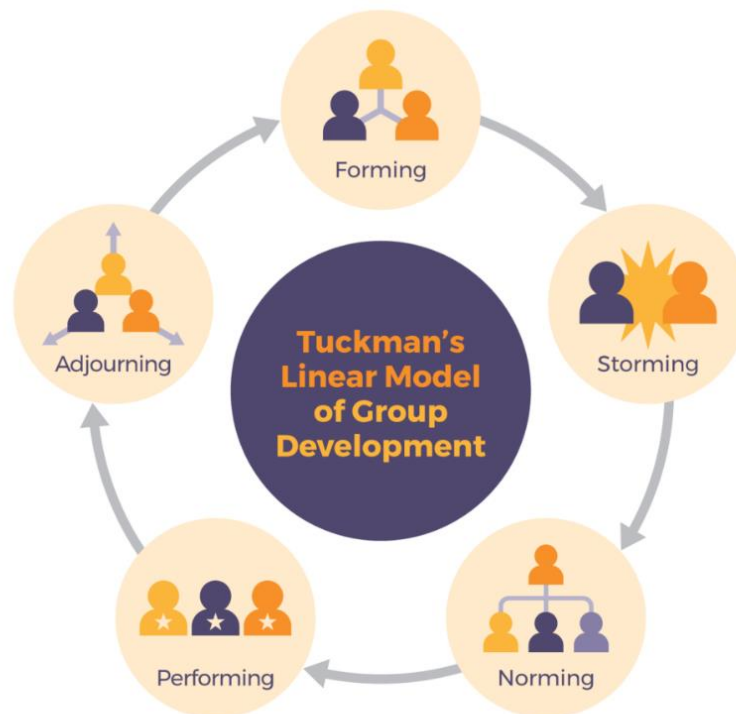 Forming
Storming
Norming
Performing
Adjourning
Tuckman’s
Linear Model
of Group
Development